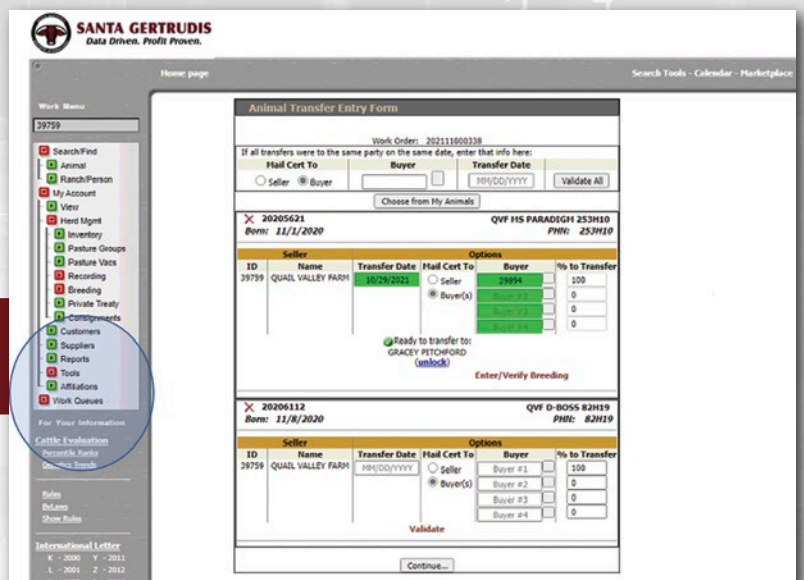 SANTA GERTRUDIS
Data Driven. Profit Proven.
Home page
Search Tools - Calendar - Marketplace
Work Menu
39759
Search/Find
Animal
Ranch/Person
My Account
View
Herd Mgmt
Inventory
Pasture Groups
Pasture Vacs
Recording
Breeding
Private Treaty
Consignments
Customers
Suppliers
Reports
Tools
Affiliations
Work Queues
For Your Information
Cattle Evaluation
Percentile Ranks
Genetics Trends
Rules
ByLaws
Show Rules
International Letter
K - 2000 Y - 2011
L - 2001 Z - 2012
Animal Transfer Entry Form
Work Order: 202111000338
If all transfers were to the same party on the same date, enter that info here:
Mail Cert To Buyer Transfer Date
Seller Buyer MM/DD/YYYY Validate All
Choose from My Animals
20205621 QVF MS PARADIGM 253H10
Born: 11/1/2020 PHN: 253H10
Seller Options
ID Name Transfer Date Mail Cert To Buyer % to Transfer
39759 QUAIL VALLEY FARM 10/29/2021 Seller 39894 100
Buyer(s) Buyer #2 0
Buyer #3 0
Buyer #4 0
Ready to transfer to:
GRACEY PITCHFORD
(unlock)
Enter/Verify Breeding
20206112 QVF D-BOSS 82H19
Born: 11/8/2020 PHN: 82H19
Seller Options
ID Name Transfer Date Mail Cert To Buyer % to Transfer
39759 QUAIL VALLEY FARM MM/DD/YYYY Seller Buyer #1 100
Buyer(s) Buyer #2 0
Buyer #3 0
Buyer #4 0
Validate
Continue...